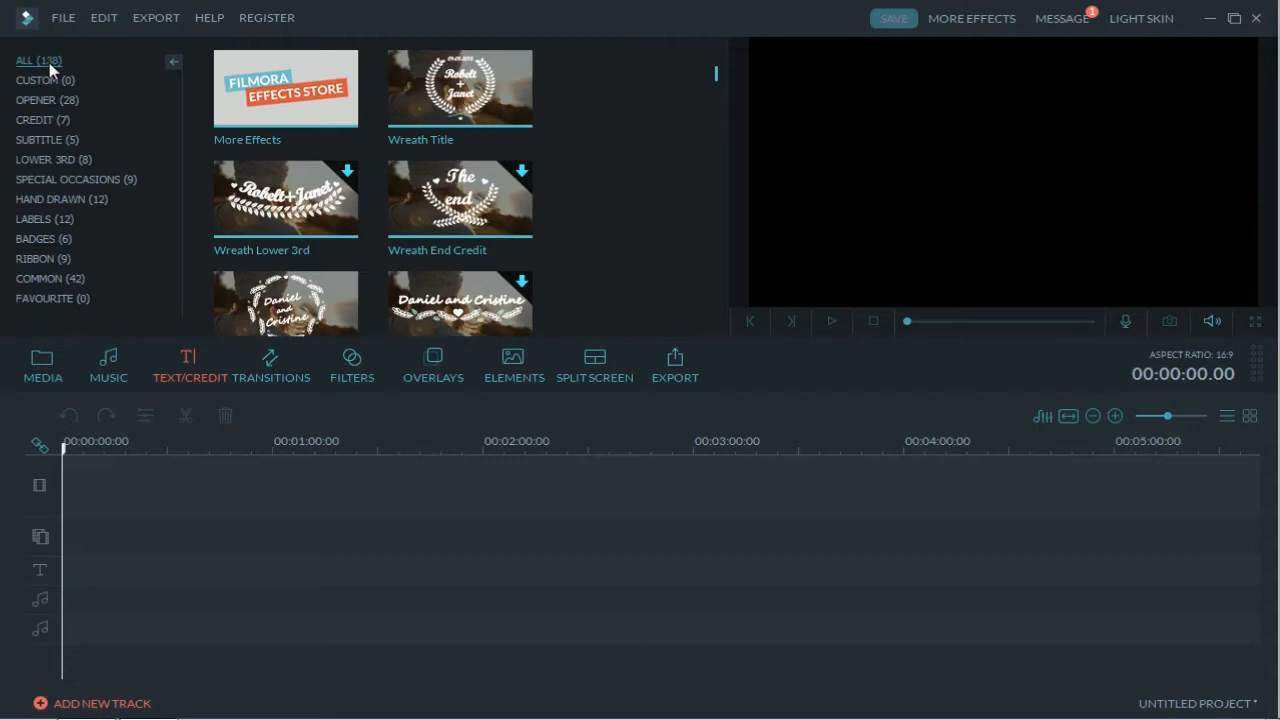 FILE EDIT EXPORT HELP REGISTER SAVE MORE EFFECTS MESSAGE 1 LIGHT SKIN
ALL (138)
CUSTOM (0)
OPENER (28)
CREDIT (7)
SUBTITLE (5)
LOWER 3RD (8)
SPECIAL OCCASIONS (9)
HAND DRAWN (12)
LABELS (12)
BADGES (6)
RIBBON (9)
COMMON (42)
FAVOURITE (0)
FILMORA
EFFECTS STORE
More Effects
Robelt
+
Janet
Wreath Title
Robelt+Janet
Wreath Lower 3rd
The
end
Wreath End Credit
Daniel
and
Cristine
Daniel and Cristine
MEDIA MUSIC TEXT/CREDIT TRANSITIONS FILTERS OVERLAYS ELEMENTS SPLIT SCREEN EXPORT
ASPECT RATIO: 16:9
00:00:00.00
00:00:00:00 00:01:00:00 00:02:00:00 00:03:00:00 00:04:00:00 00:05:00:00
T
ADD NEW TRACK
UNTITLED PROJECT *